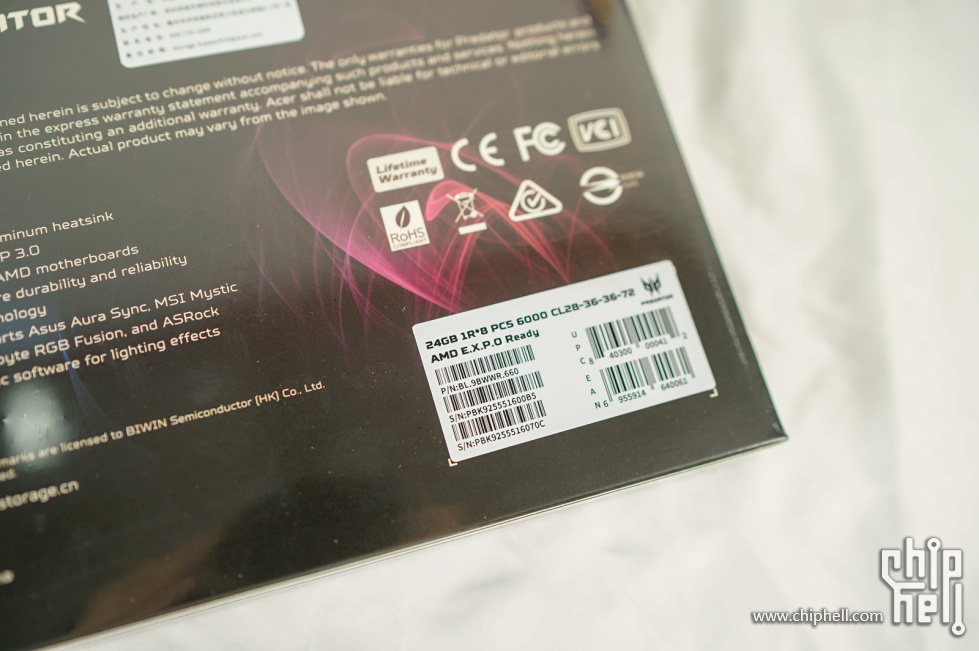 ATOR
ned herein is subject to change without notice. The only warranties for Predator products and
in the express warranty statement accompanying such products and services. Nothing herein
as constituting an additional warranty. Acer shall not be liable for technical or editorial errors
ed herein. Actual product may vary from the image shown.
Lifetime
Warranty
CE
FC
VCI
RoHS
COMPLIANT
minum heatsink
P 3.0
AMD motherboards
re durability and reliability
nology
rts Asus Aura Sync, MSI Mystic
byte RGB Fusion, and ASRock
c software for lighting effects
marks are licensed to BIWIN Semiconductor (HK) Co., Ltd.
ed.
storage.cn
24GB 1R*8 PC5 6000 CL28-36-36-72
AMD E.X.P.O Ready
PREDATOR
P/N:BL.9BWWR.660
S/N:PBK92555160085
S/N:PBK9255516070C
UPC
8 40300 00041 2
EAN
6 955914 640061
www.chiphell.com
chip
hell